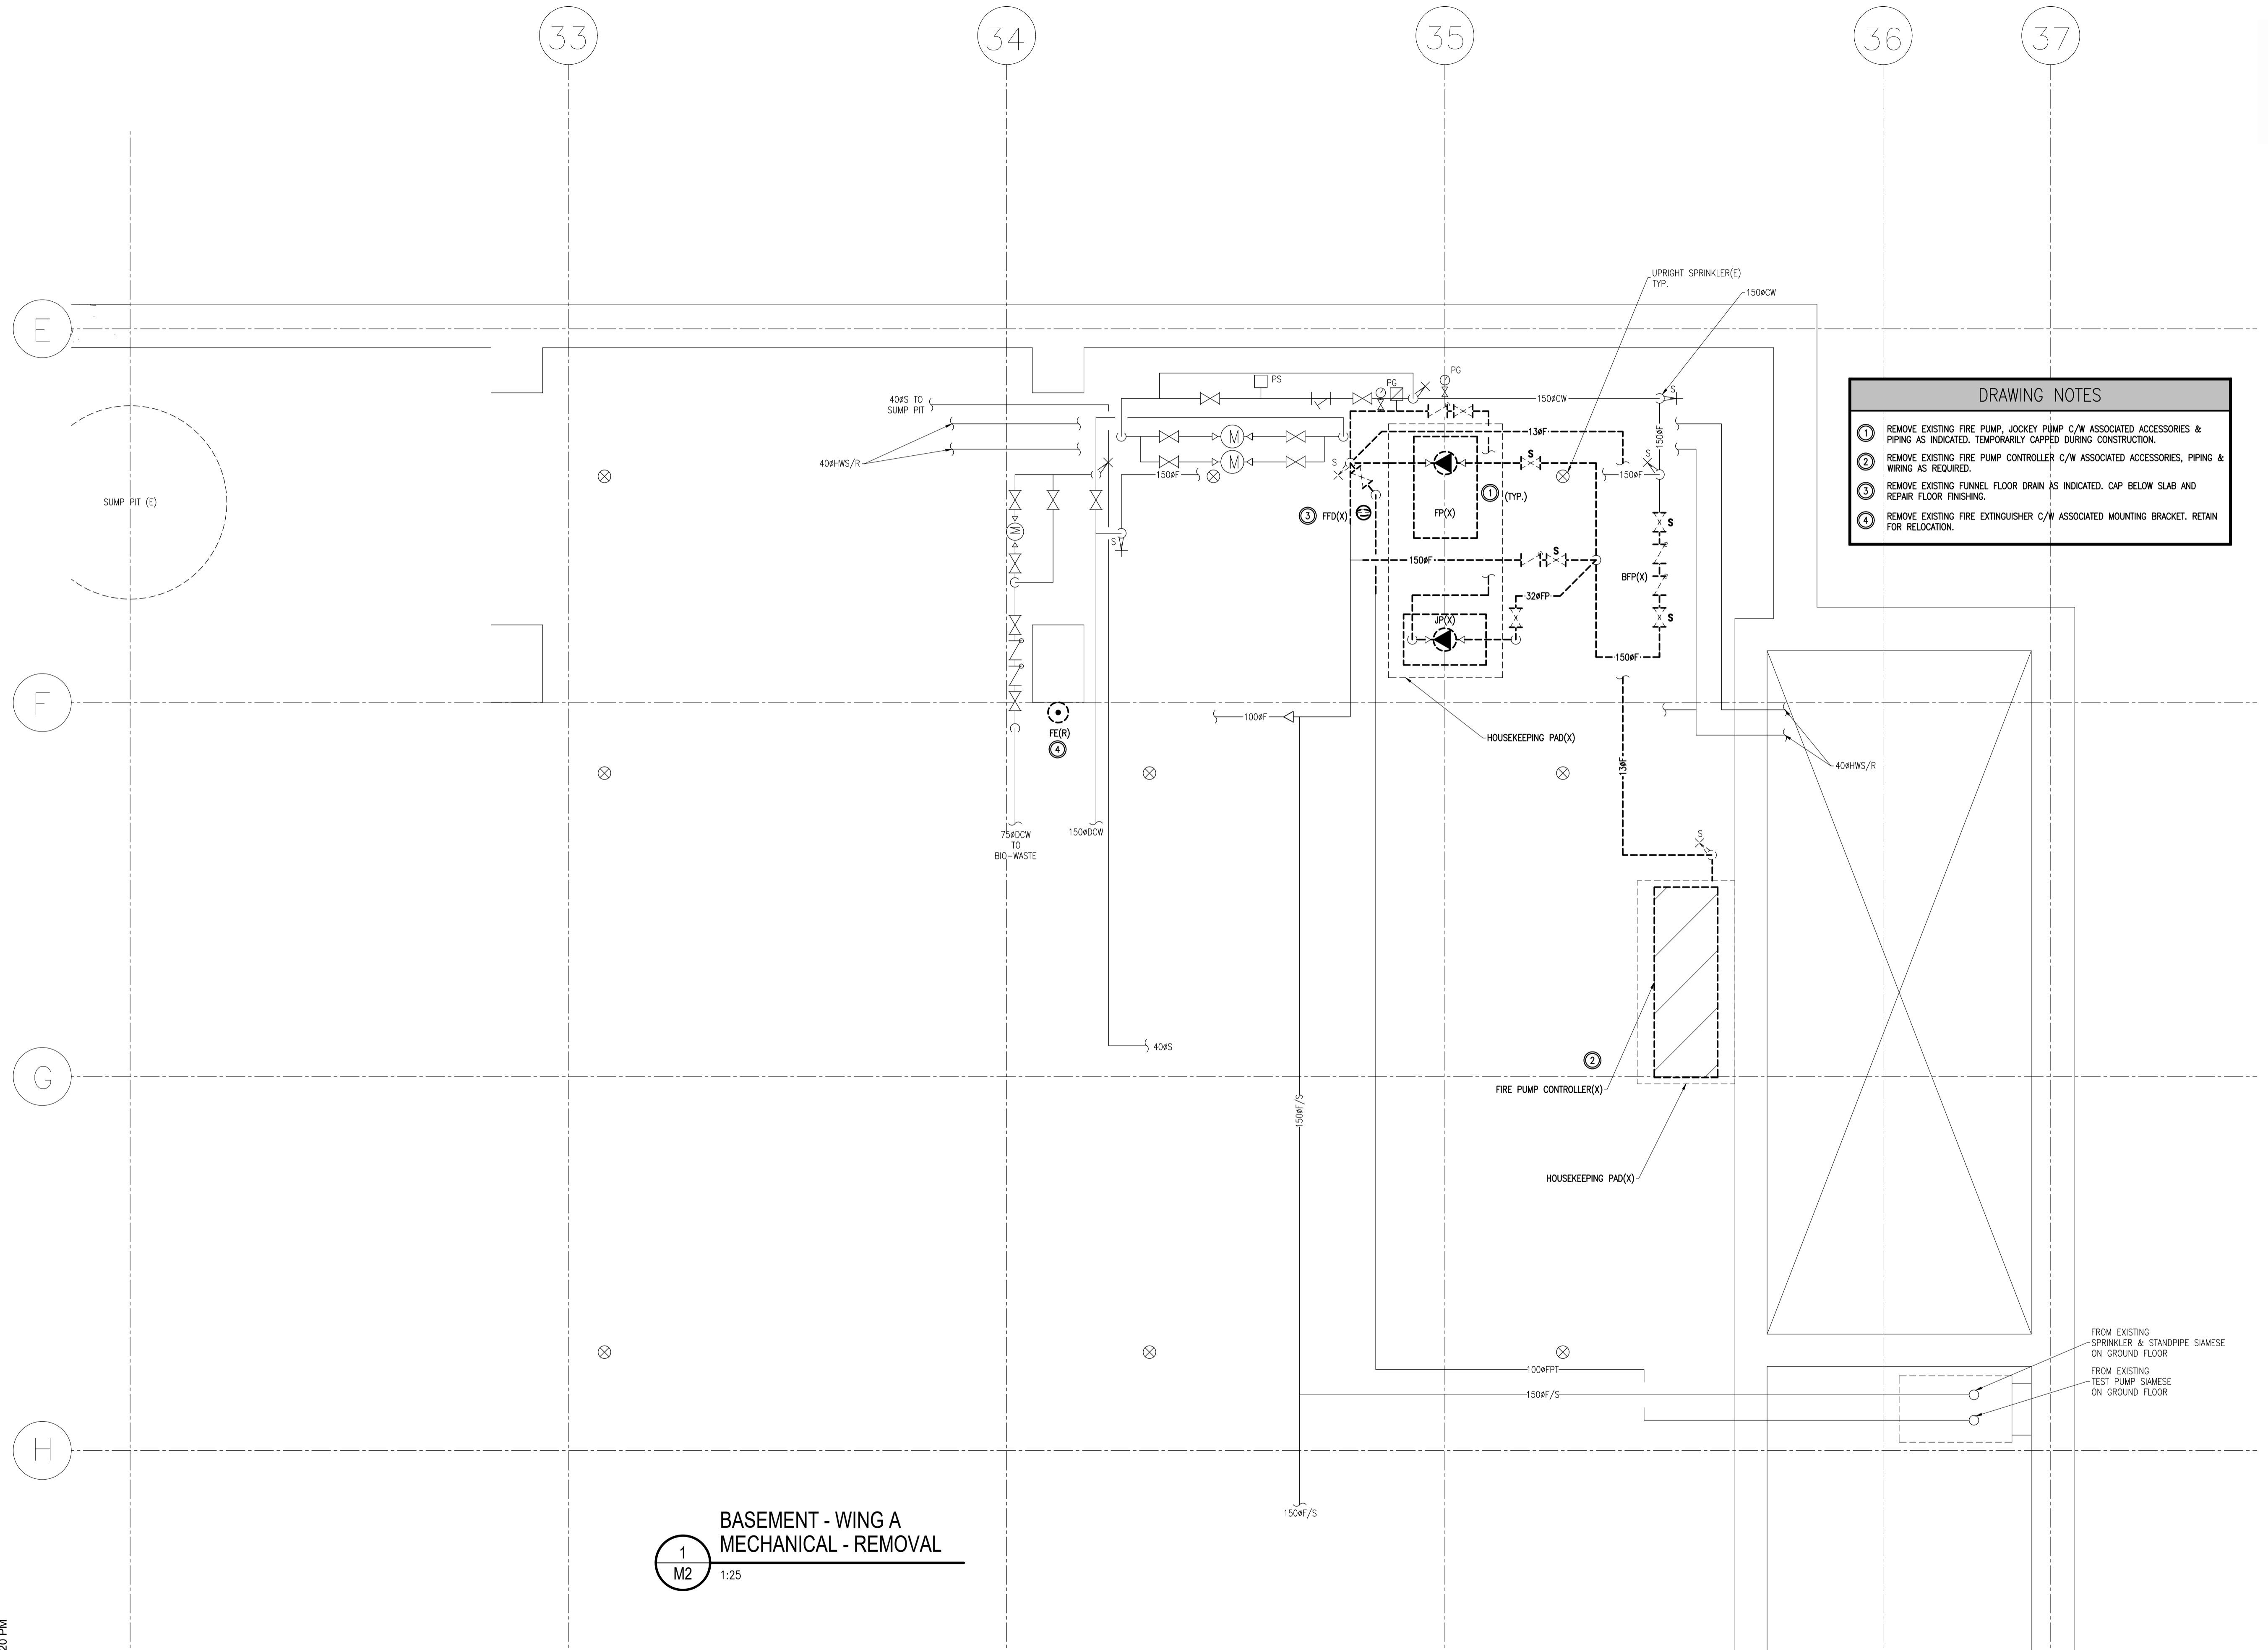 33
34
35
36
37
E
F
G
H
UPRIGHT SPRINKLER(E)
TYP.
150øCW
PS
PG
PG
S
40øS TO
SUMP PIT
150øCW
40øHWS/R
M
M
13øF
150øF
S
S
S
150øF
150øF
SUMP PIT (E)
M
S
3
FFD(X)
FP(X)
1
(TYP.)
S
150øF
S
BFP(X)
32øFP
JP(X)
S
150øF
100øF
FE(R)
4
HOUSEKEEPING PAD(X)
13øF
40øHWS/R
75øDCW
TO
BIO-WASTE
150øDCW
S
40øS
2
FIRE PUMP CONTROLLER(X)
150øF/S
HOUSEKEEPING PAD(X)
DRAWING NOTES
1 REMOVE EXISTING FIRE PUMP, JOCKEY PUMP C/W ASSOCIATED ACCESSORIES &
PIPING AS INDICATED. TEMPORARILY CAPPED DURING CONSTRUCTION.
2 REMOVE EXISTING FIRE PUMP CONTROLLER C/W ASSOCIATED ACCESSORIES, PIPING &
WIRING AS REQUIRED.
3 REMOVE EXISTING FUNNEL FLOOR DRAIN AS INDICATED. CAP BELOW SLAB AND
REPAIR FLOOR FINISHING.
4 REMOVE EXISTING FIRE EXTINGUISHER C/W ASSOCIATED MOUNTING BRACKET. RETAIN
FOR RELOCATION.
FROM EXISTING
SPRINKLER & STANDPIPE SIAMESE
ON GROUND FLOOR
FROM EXISTING
TEST PUMP SIAMESE
ON GROUND FLOOR
100øFPT
150øF/S
150øF/S
1
M2
BASEMENT - WING A
MECHANICAL - REMOVAL
1:25
20 PM